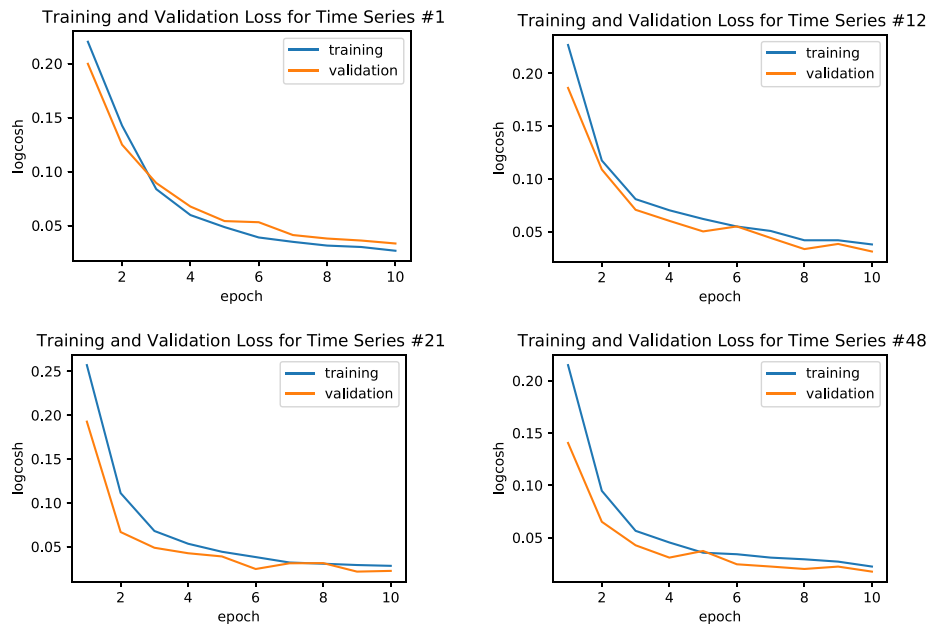 Training and Validation Loss for Time Series #1
training
validation
0.20
0.15
0.10
0.05
logcosh
2 4 6 8 10
epoch
Training and Validation Loss for Time Series #12
training
validation
0.20
0.15
0.10
0.05
logcosh
2 4 6 8 10
epoch
Training and Validation Loss for Time Series #21
training
validation
0.25
0.20
0.15
0.10
0.05
logcosh
2 4 6 8 10
epoch
Training and Validation Loss for Time Series #48
training
validation
0.20
0.15
0.10
0.05
logcosh
2 4 6 8 10
epoch